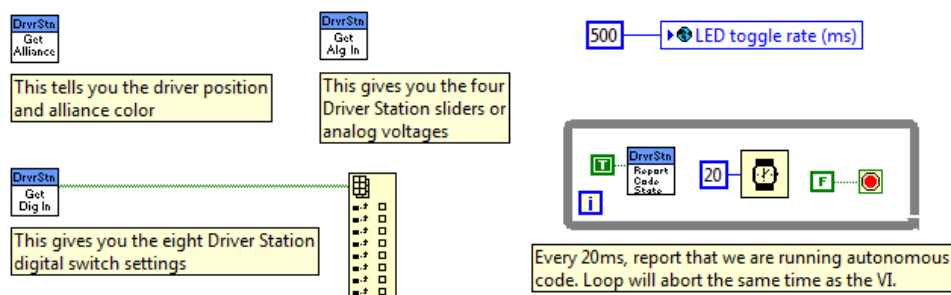 DrvrStn
Get
Alliance
This tells you the driver position
and alliance color
DrvrStn
Get
Alg In
This gives you the four
Driver Station sliders or
analog voltages
500
LED toggle rate (ms)
DrvrStn
Get
Dig In
This gives you the eight Driver Station
digital switch settings
T
DrvrStn
Report
Code
State
20
F
i
Every 20ms, report that we are running autonomous
code. Loop will abort the same time as the VI.